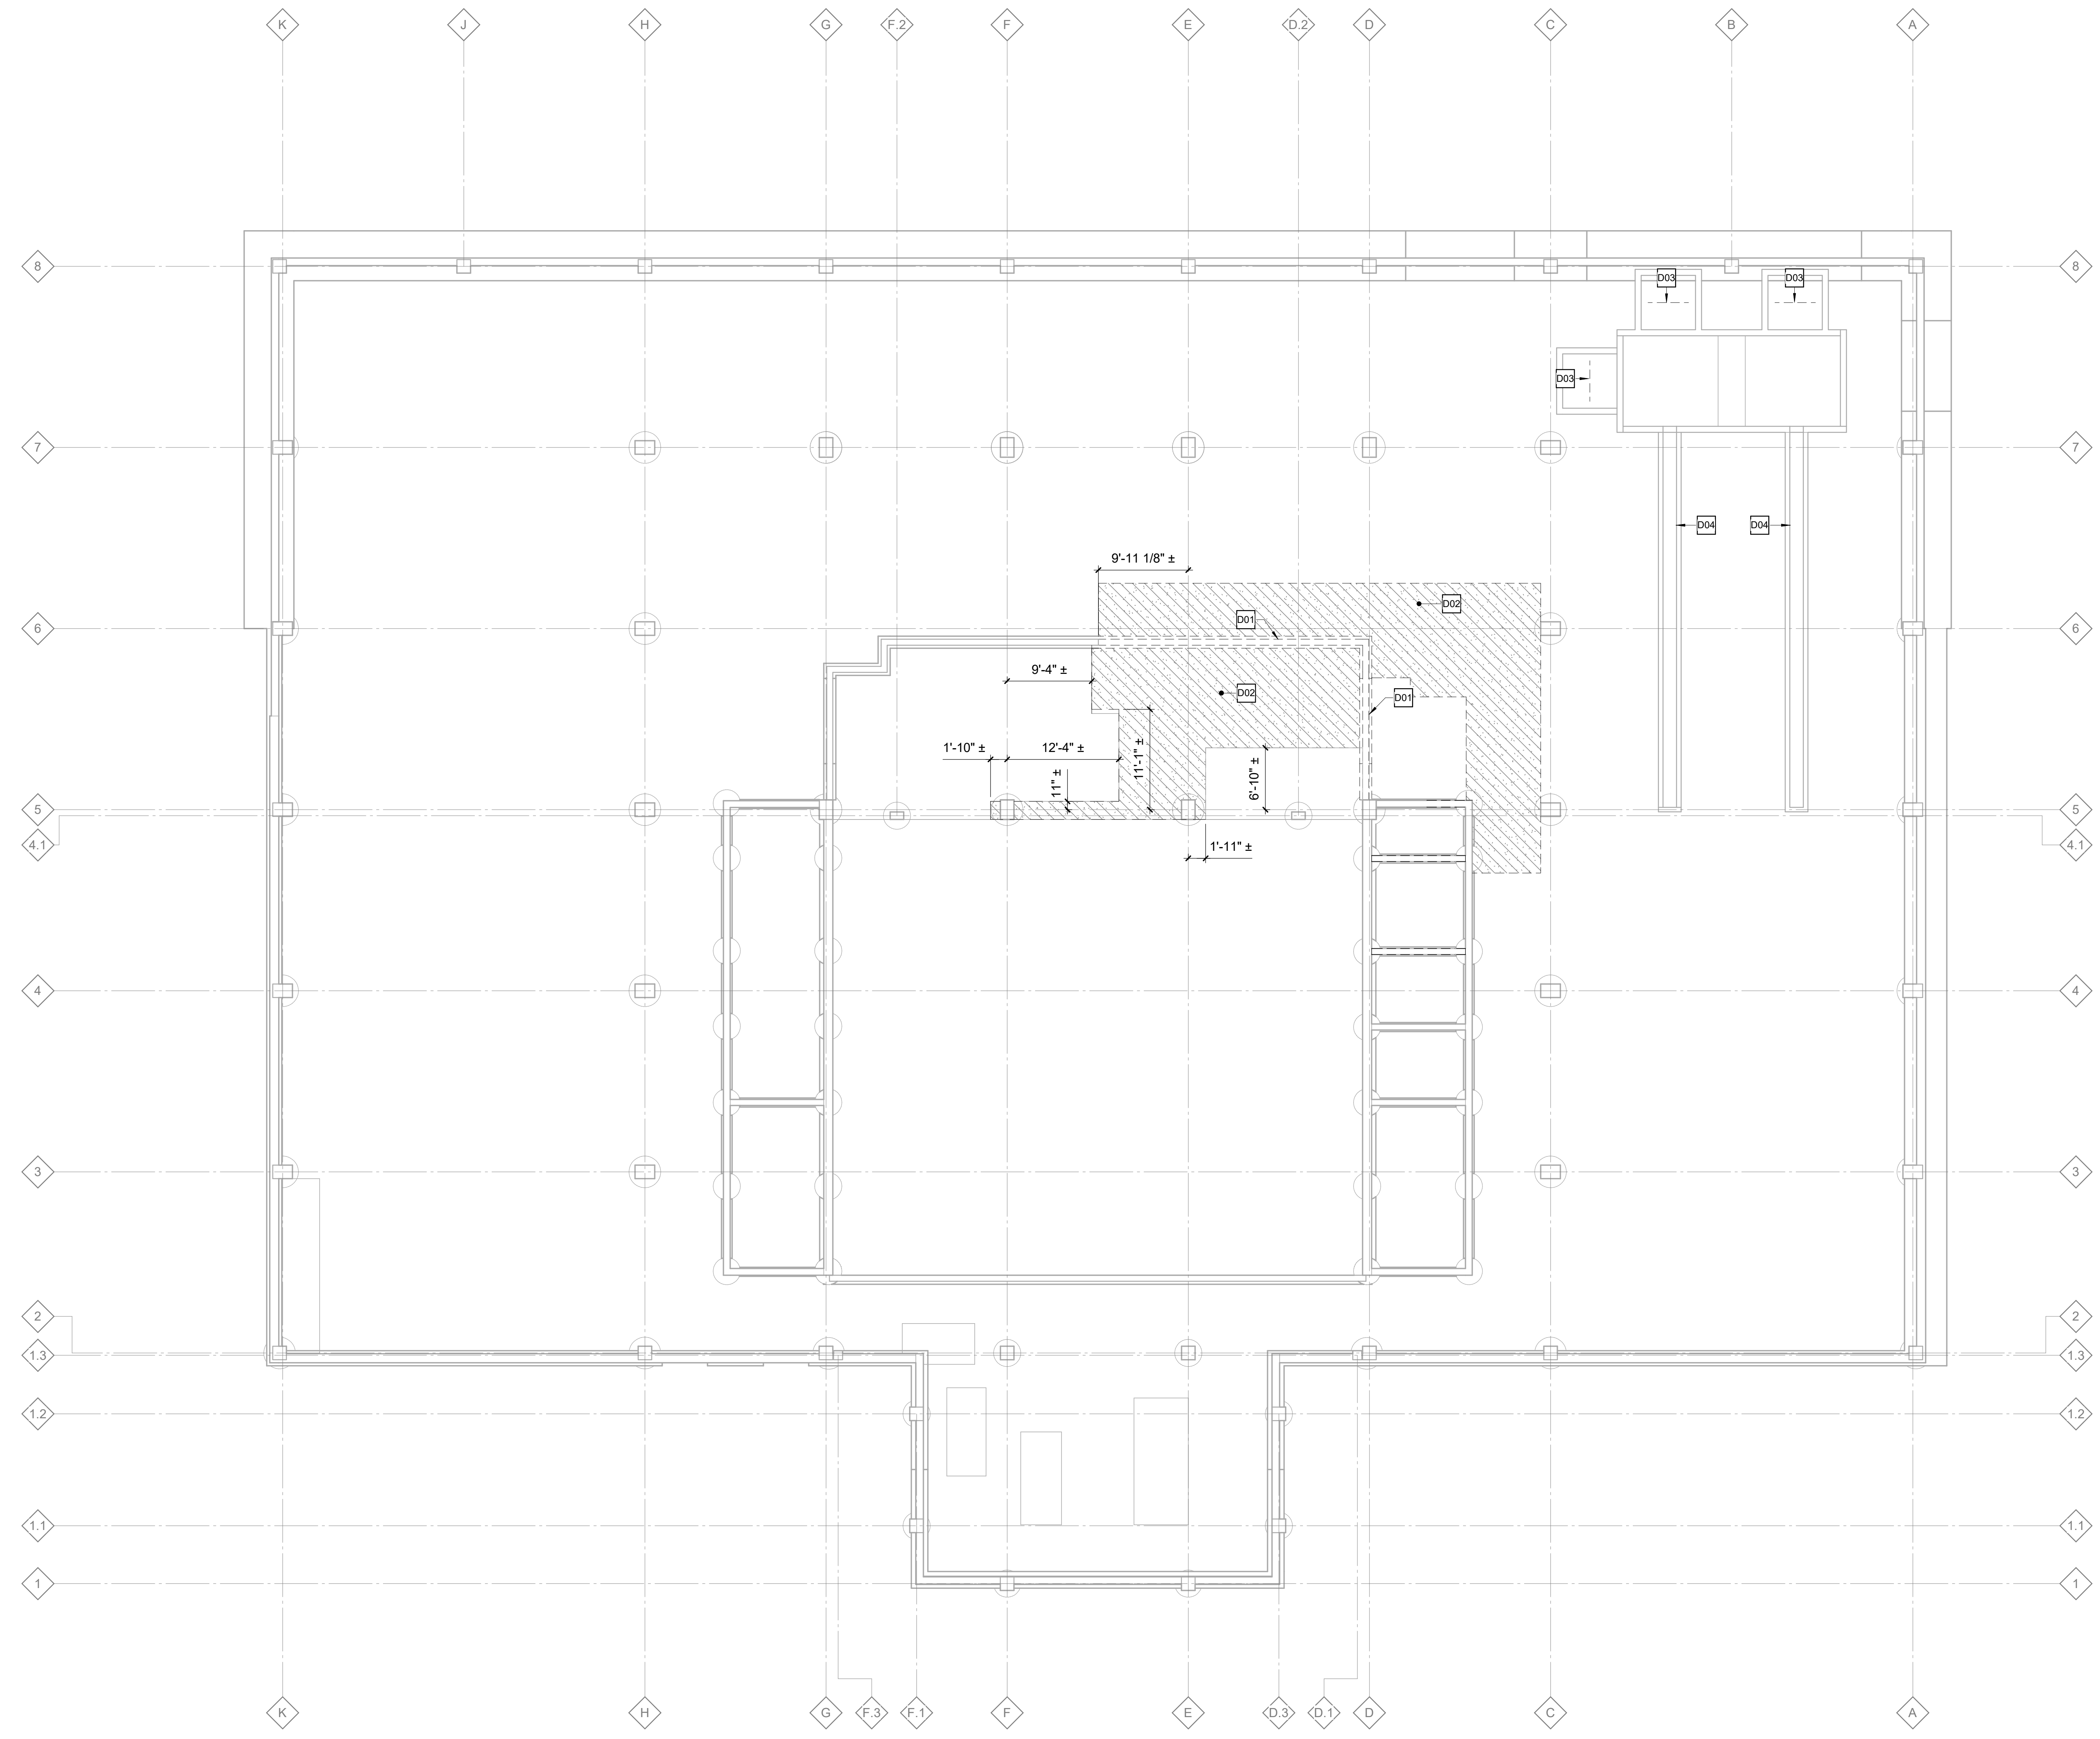 K J H G F.2 F E D.2 D C B A
8 8
D03 D03
D03
7 7
D04 D04
9'-11 1/8" ±
D02
D01
6 6
9'-4" ±
D02
D01
1'-10" ± 12'-4" ±
11'-1" ±
11" ±
6'-10" ±
5 5
4.1 4.1
1'-11" ±
4 4
3 3
2 2
1.3 1.3
1.2 1.2
1.1 1.1
1 1
K H G F.3 F.1 F E D.3 D.1 D C A